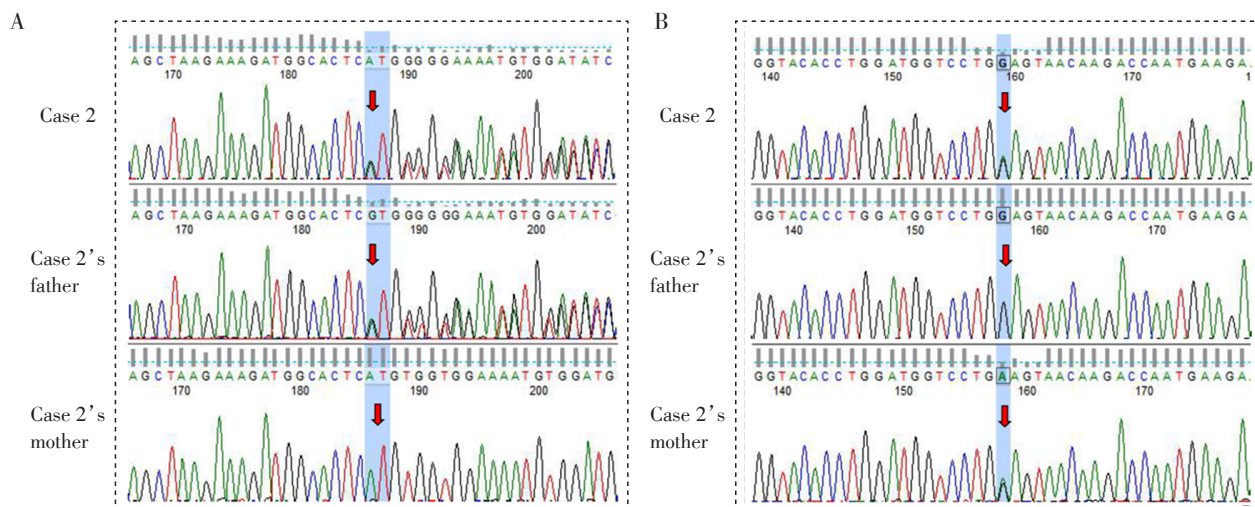 A
B
AGCTAAGAAAGATGGCACTCATGGGGGAAAATGTGGATATC
170 180 190 200
GGTACACCTGGATGGTCCTGGAGTAACAAGACCAATGAAGA
140 150 160 170
Case 2
Case 2
AGCTAAGAAAGATGGCACTCGTGGGGGGAAATGTGGATATC
170 180 190 200
GGTACACCTGGATGGTCCTGGAGTAACAAGACCAATGAAGA
140 150 160 170
Case 2's
father
Case 2's
father
AGCTAAGAAAGATGGCACTCATGTGGTGGAAAATGTGGATG
170 180 190 200
GGTACACCTGGATGGTCCTGAAGTAACAAGACCAATGAAGA
140 150 160 170
Case 2's
mother
Case 2's
mother